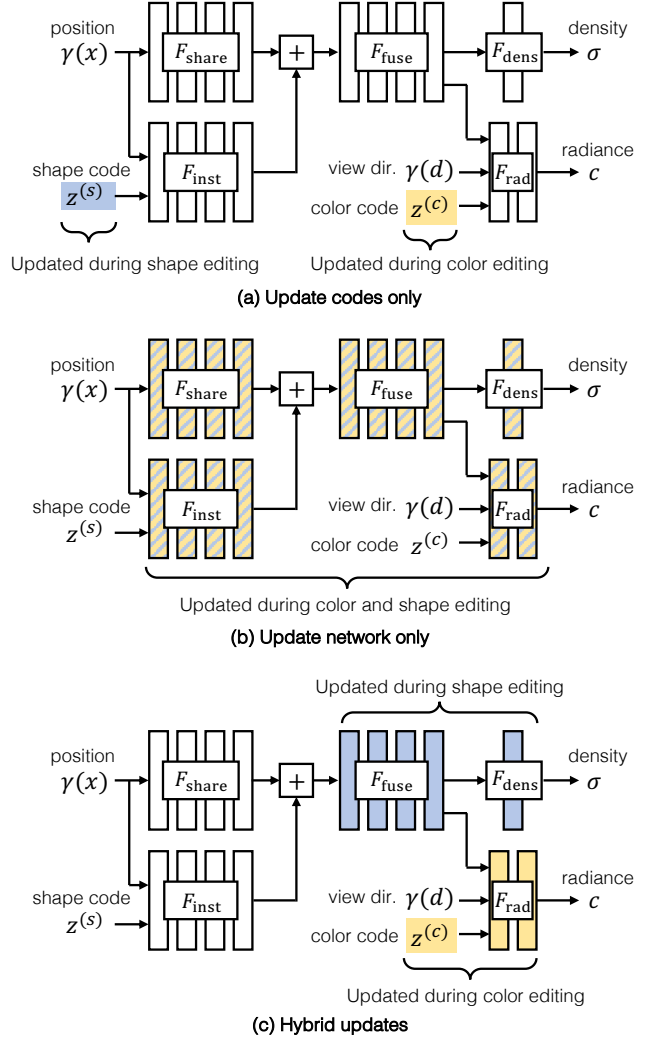 position
γ(x)
F_share
+
F_fuse
F_dens
density
σ
shape code
z^(s)
F_inst
view dir. γ(d)
color code z^(c)
F_rad
radiance
c
Updated during shape editing
Updated during color editing
(a) Update codes only
position
γ(x)
F_share
+
F_fuse
F_dens
density
σ
shape code
z^(s)
F_inst
view dir. γ(d)
color code z^(c)
F_rad
radiance
c
Updated during color and shape editing
(b) Update network only
Updated during shape editing
position
γ(x)
F_share
+
F_fuse
F_dens
density
σ
shape code
z^(s)
F_inst
view dir. γ(d)
color code z^(c)
F_rad
radiance
c
Updated during color editing
(c) Hybrid updates